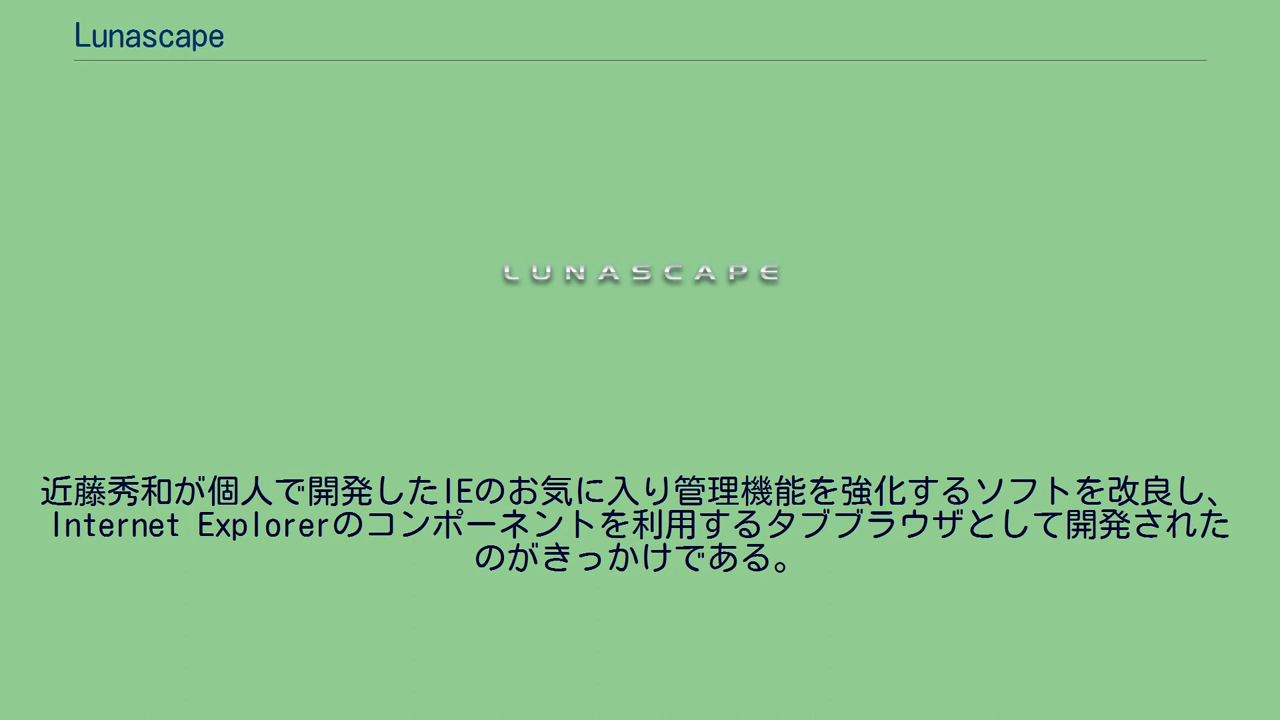 Lunascape
LUNASCAPE
近藤秀和が個人で開発したIEのお気に入り管理機能を強化するソフトを改良し、
Internet Explorerのコンポーネントを利用するタブブラウザとして開発された
のがきっかけである。